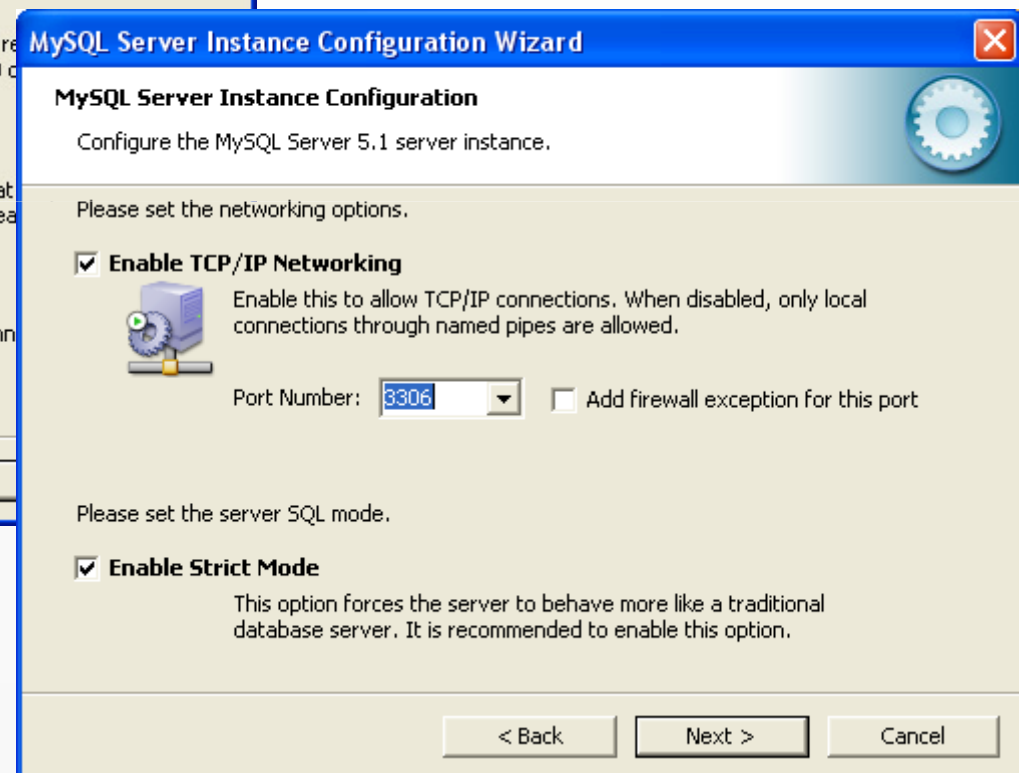 MySQL Server Instance Configuration Wizard
MySQL Server Instance Configuration
Configure the MySQL Server 5.1 server instance.
Please set the networking options.
Enable TCP/IP Networking
Enable this to allow TCP/IP connections. When disabled, only local
connections through named pipes are allowed.
Port Number: 3306 Add firewall exception for this port
Please set the server SQL mode.
Enable Strict Mode
This option forces the server to behave more like a traditional
database server. It is recommended to enable this option.
< Back Next > Cancel